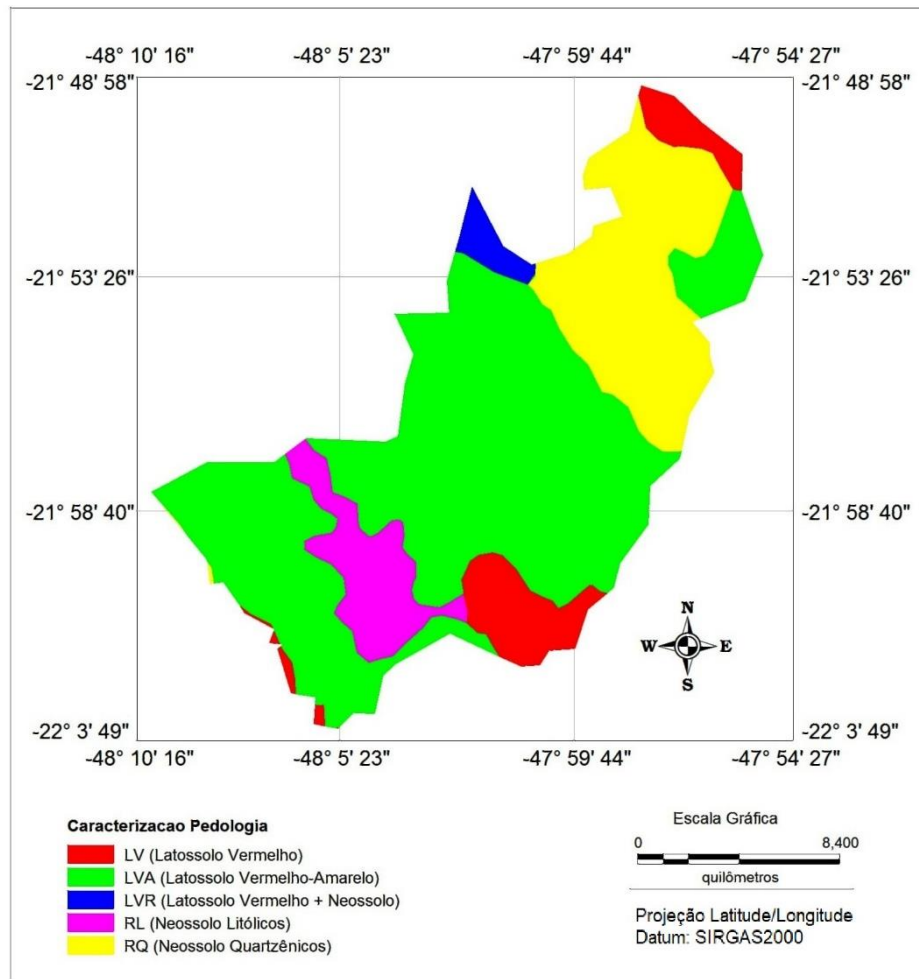 -48° 10' 16" -48° 5' 23" -47° 59' 44" -47° 54' 27"
-21° 48' 58" -21° 48' 58"
-21° 53' 26" -21° 53' 26"
-21° 58' 40" -21° 58' 40"
N
W E
S
-22° 3' 49" -22° 3' 49"
-48° 10' 16" -48° 5' 23" -47° 59' 44" -47° 54' 27"
Caracterizacao Pedologia
LV (Latossolo Vermelho)
LVA (Latossolo Vermelho-Amarelo)
LVR (Latossolo Vermelho + Neossolo)
RL (Neossolo Litólicos)
RQ (Neossolo Quartzênicos)
Escala Gráfica
0 8,400
quilômetros
Projeção Latitude/Longitude
Datum: SIRGAS2000